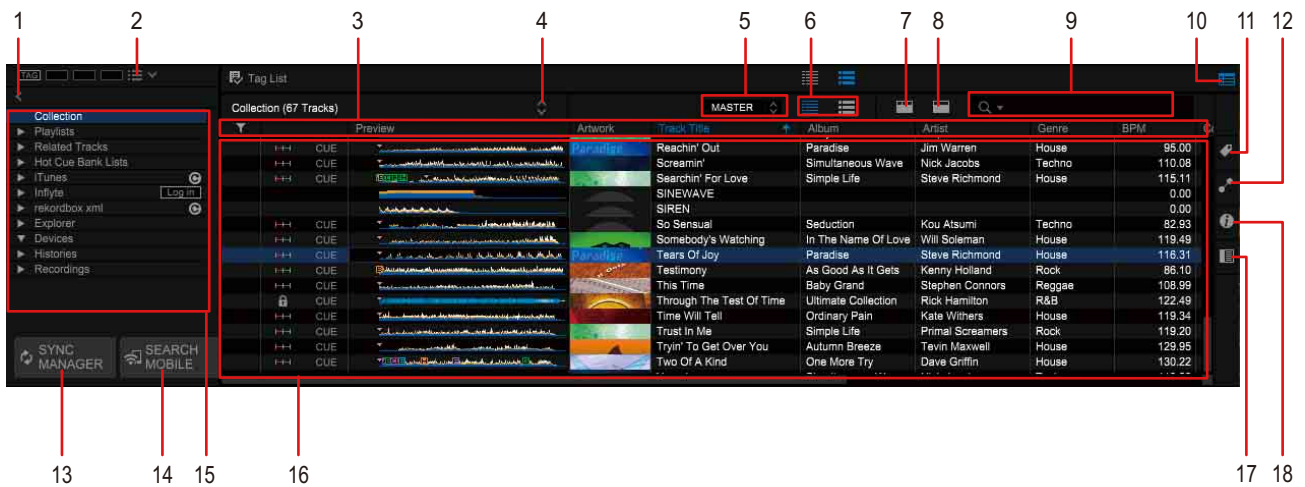 1 2 3 4 5 6 7 8 9 10 11 12
TAG
Tag List
Collection (67 Tracks) MASTER
Collection
Playlists
Related Tracks
Hot Cue Bank Lists
iTunes
Inflyte Log in
rekordbox xml
Explorer
Devices
Histories
Recordings
SYNC MANAGER
SEARCH MOBILE
Preview Artwork Track Title Album Artist Genre BPM
CUE Paradise Reachin' Out Paradise Jim Warren House 95.00
CUE Screamin' Simultaneous Wave Nick Jacobs Techno 110.08
CUE Searchin' For Love Simple Life Steve Richmond House 115.11
SINEWAVE 0.00
SIREN 0.00
CUE So Sensual Seduction Kou Atsumi Techno 82.93
CUE Somebody's Watching In The Name Of Love Will Soleman House 119.49
CUE Paradise Tears Of Joy Paradise Steve Richmond House 116.31
CUE Testimony As Good As It Gets Kenny Holland Rock 86.10
CUE This Time Baby Grand Stephen Connors Reggae 108.99
CUE Through The Test Of Time Ultimate Collection Rick Hamilton R&B 122.49
CUE Time Will Tell Ordinary Pain Kate Withers House 119.34
CUE Trust In Me Simple Life Primal Screamers Rock 119.20
CUE Tryin' To Get Over You Autumn Breeze Tevin Maxwell House 129.95
CUE Two Of A Kind One More Try Dave Griffin House 130.22
13 14 15 16 17 18